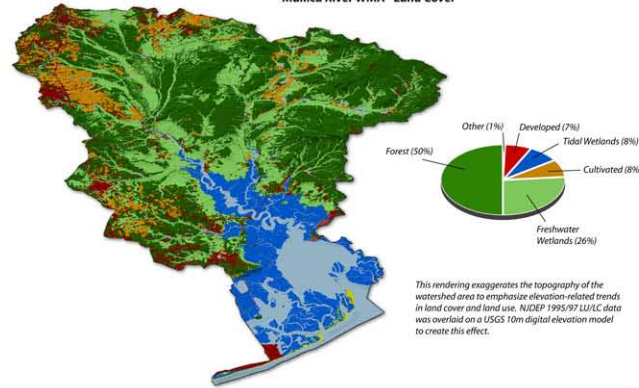 Mullica River WMA - Land Cover
Other (1%)
Developed (7%)
Tidal Wetlands (8%)
Forest (50%)
Cultivated (8%)
Freshwater
Wetlands (26%)
This rendering exaggerates the topography of the
watershed area to emphasize elevation-related trends
in land cover and land use. NJDEP 1995/97 LU/LC data
was overlaid on a USGS 10m digital elevation model
to create this effect.